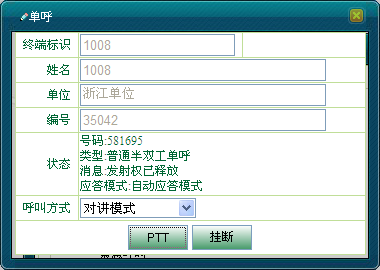 单呼
终端标识 1008
姓名 1008
单位 浙江单位
编号 35042
状态
号码:581695
类型:普通半双工单呼
消息:发射权已释放
应答模式:自动应答模式
呼叫方式 对讲模式
PTT 挂断